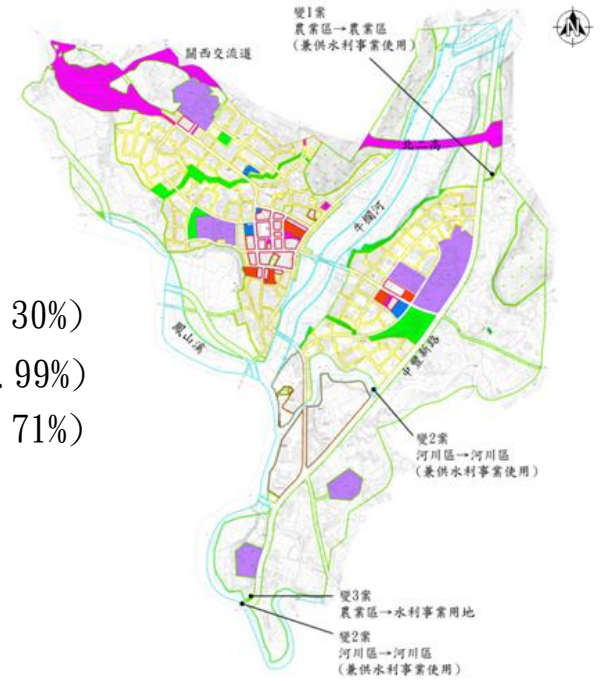 變1案
農業區→農業區
(兼供水利事業使用)
N
關西交流道
北二高
牛欄河
30%)
鳳山溪
. 99%)
中豐新路
71%)
變2案
河川區→河川區
(兼供水利事業使用)
變3案
農業區→水利事業用地
變2案
河川區→河川區
(兼供水利事業使用)